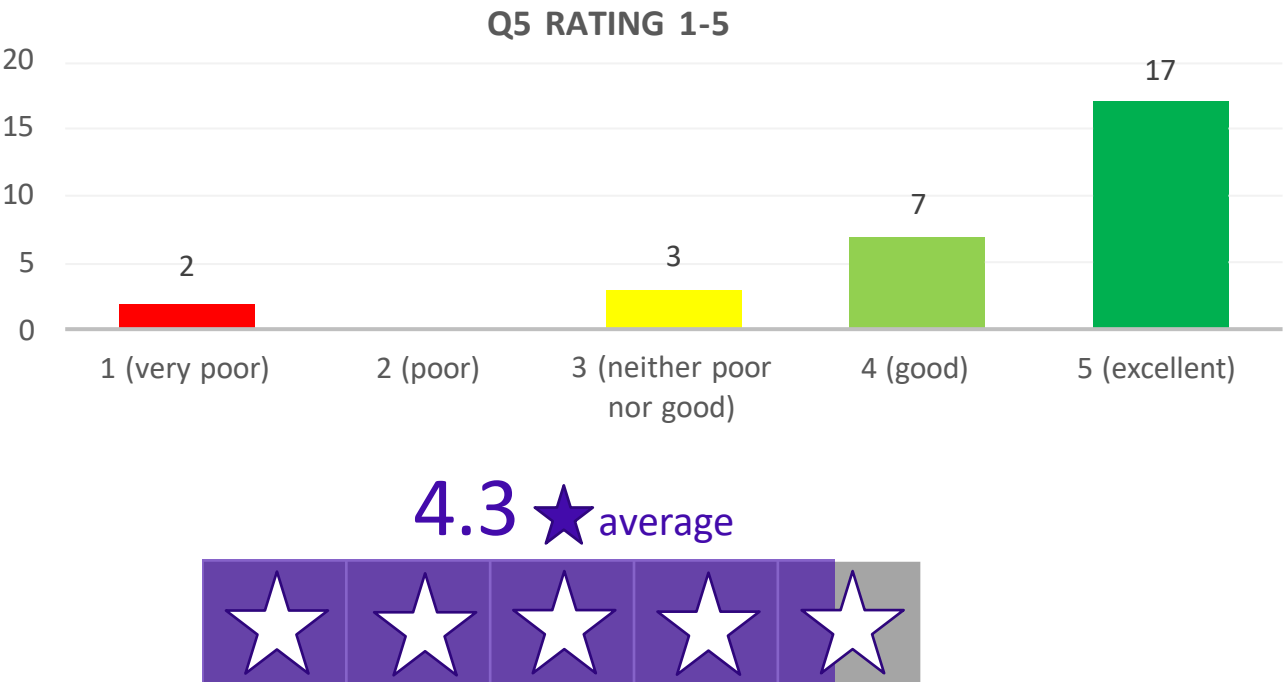 Q5 RATING 1-5
20
15
10
5
0
2
3
7
17
1 (very poor)
2 (poor)
3 (neither poor
nor good)
4 (good)
5 (excellent)
4.3 average